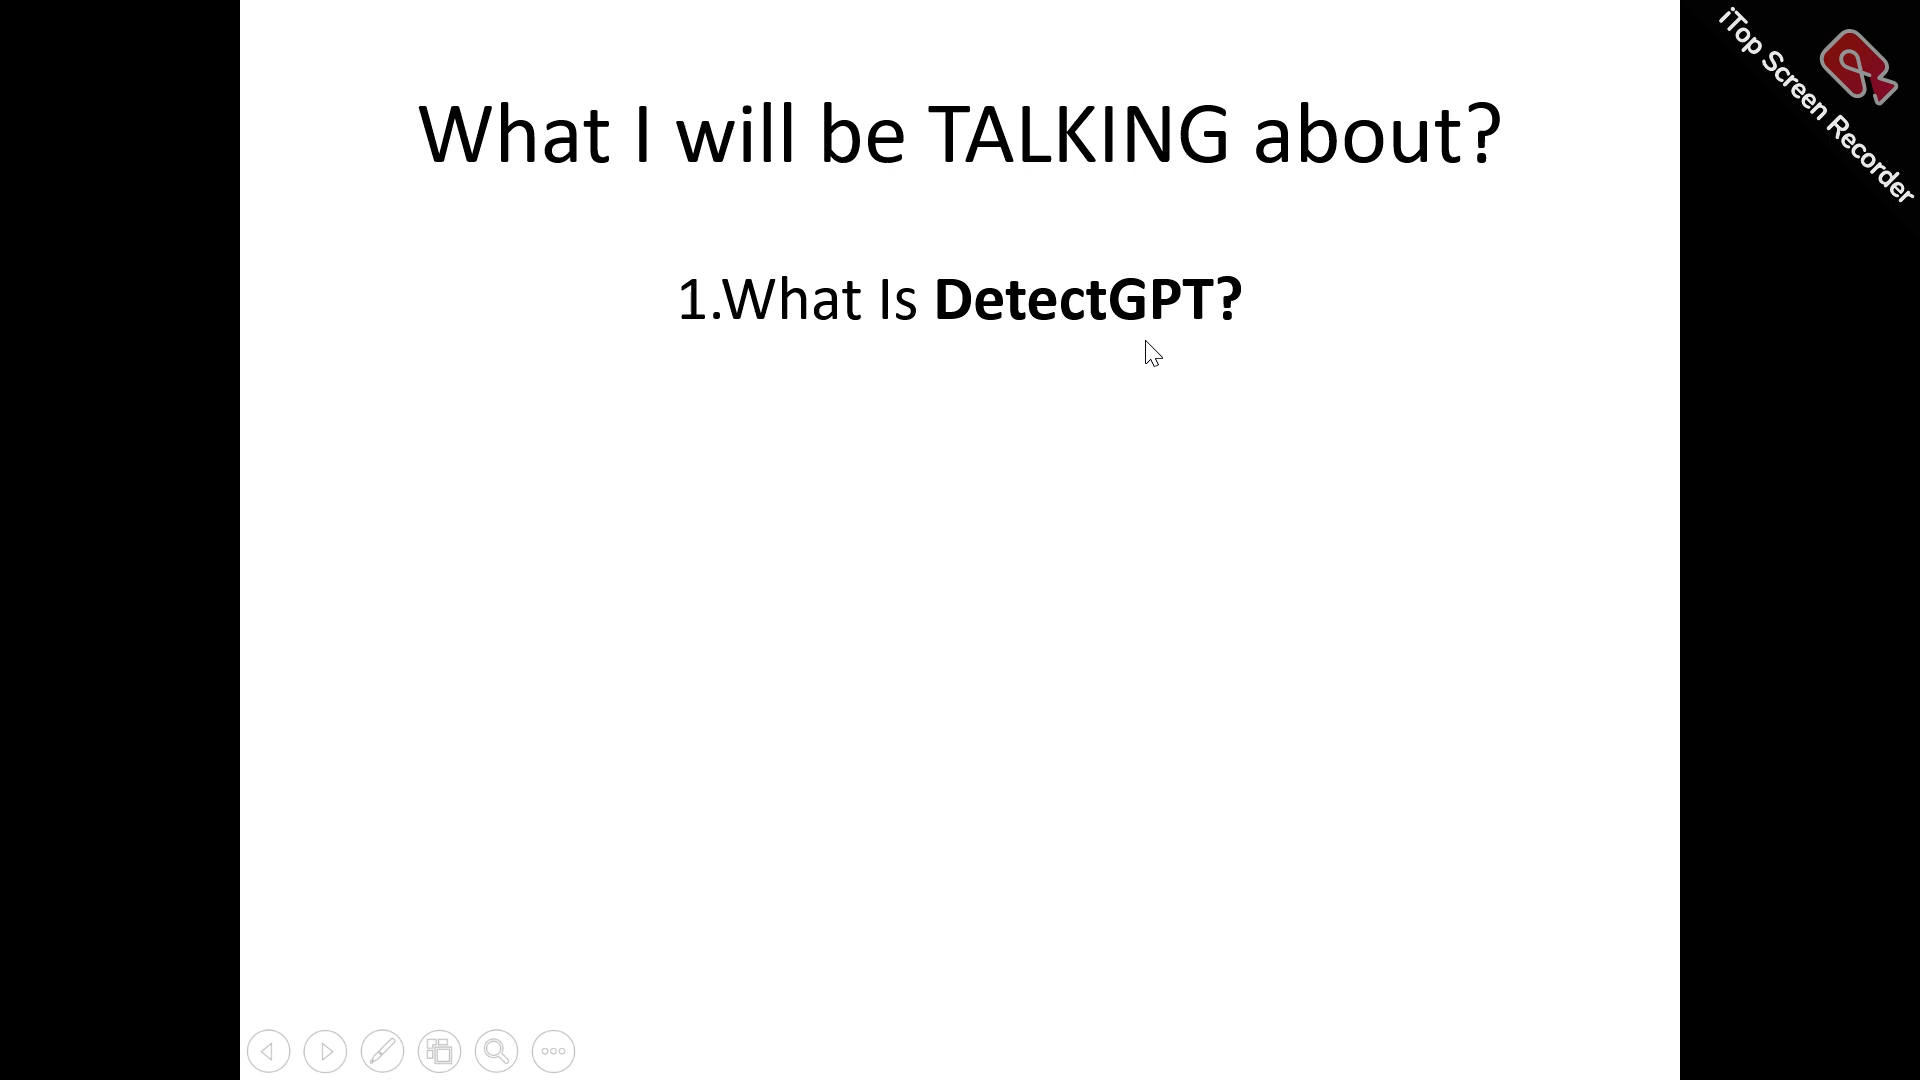 What I will be TALKING about?
1.What Is DetectGPT?
iTop Screen Recorder